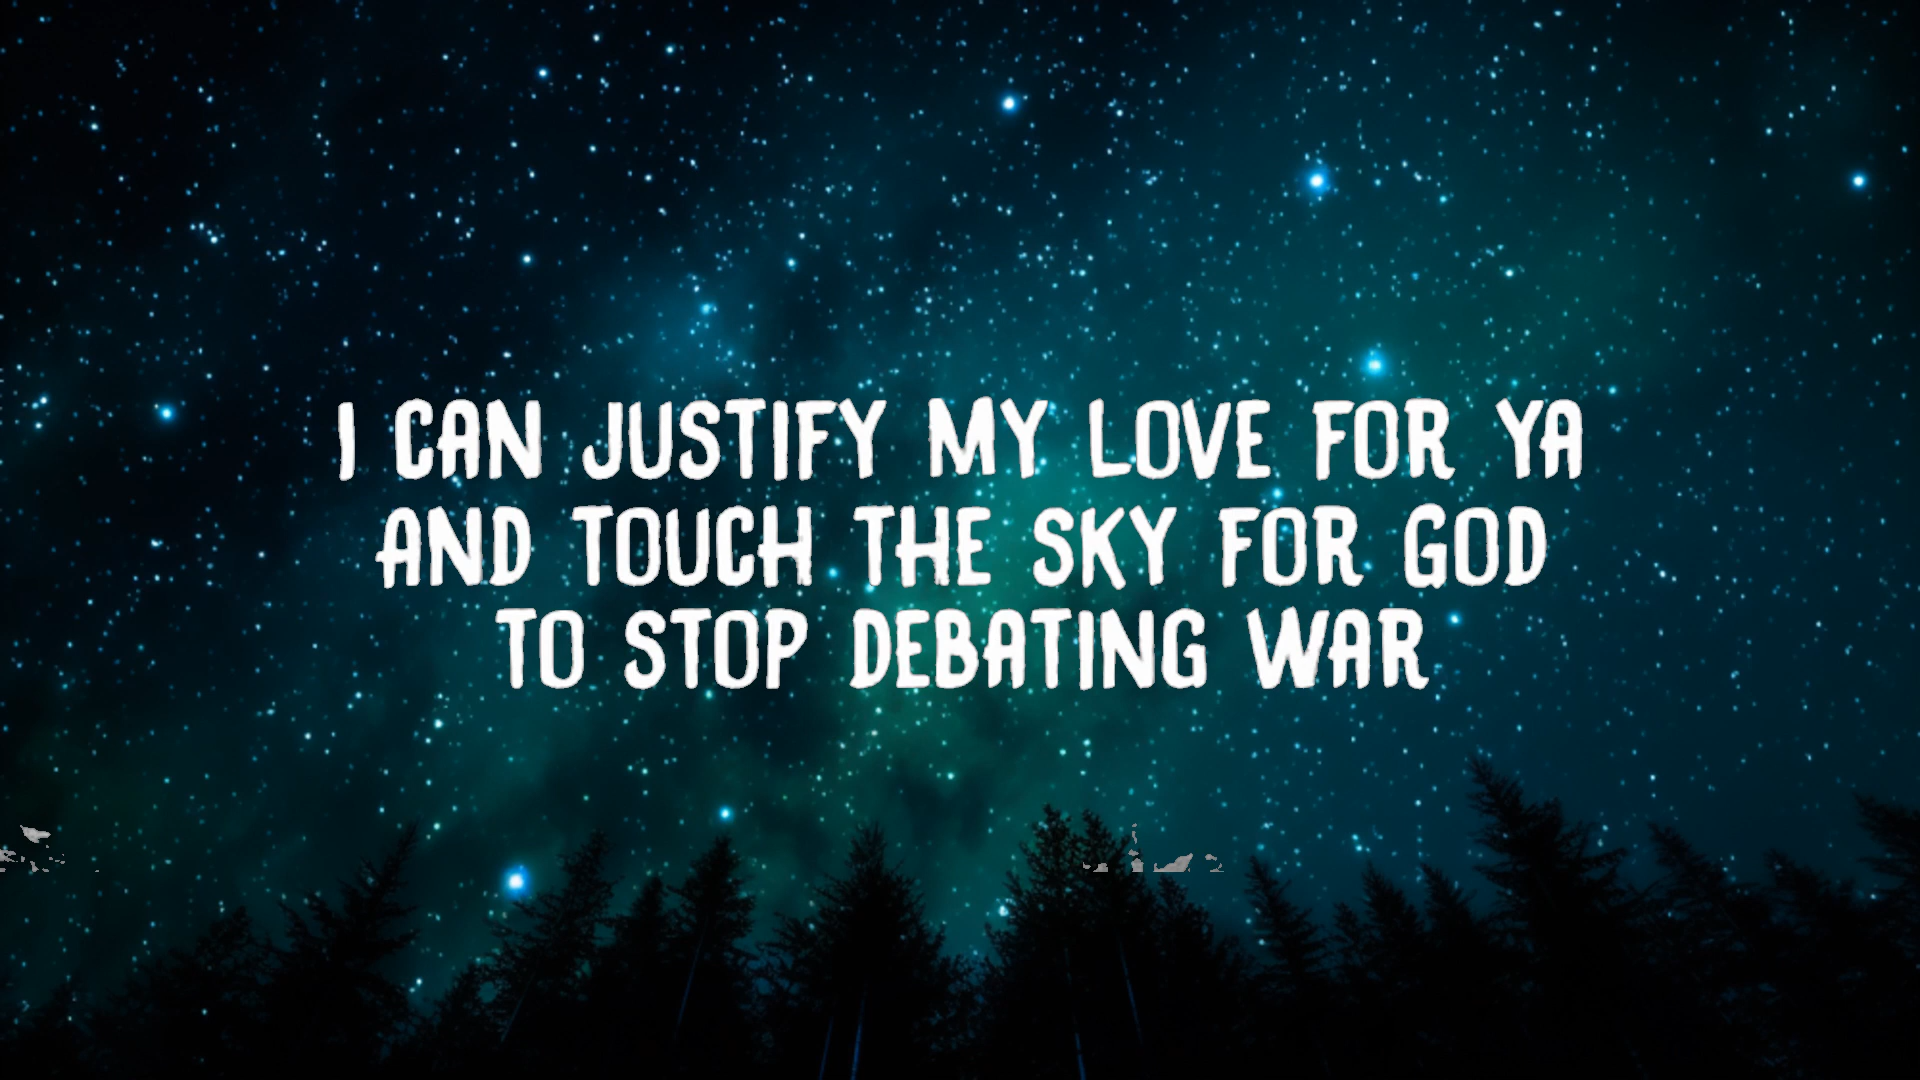 I CAN JUSTIFY MY LOVE FOR YA
AND TOUCH THE SKY FOR GOD
TO STOP DEBATING WAR